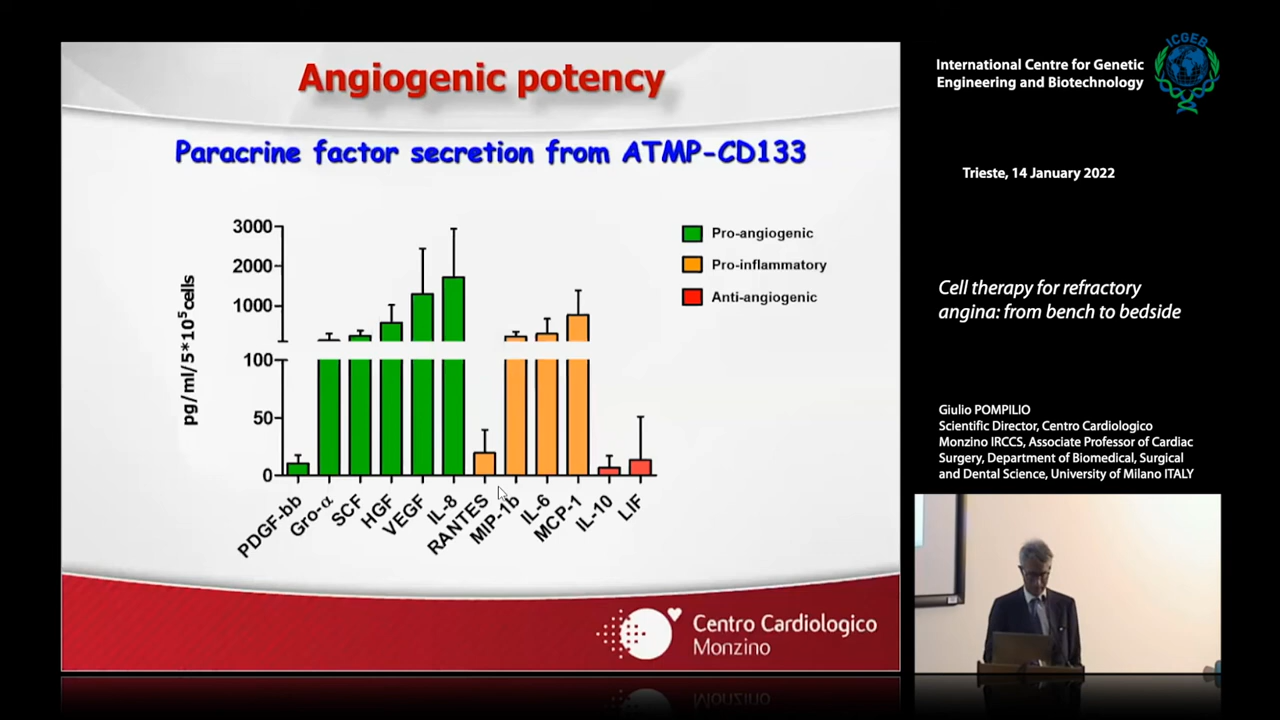 Angiogenic potency
Paracrine factor secretion from ATMP-CD133
3000
2000
1000
100
50
0
pg/ml/5*10⁵cells
PDGF-bb
Gro-α
SCF
HGF
VEGF
IL-8
RANTES
MIP-1b
IL-6
MCP-1
IL-10
LIF
Pro-angiogenic
Pro-inflammatory
Anti-angiogenic
Centro Cardiologico
Monzino
International Centre for Genetic
Engineering and Biotechnology
ICGEB
Trieste, 14 January 2022
Cell therapy for refractory
angina: from bench to bedside
Giulio POMPILIO
Scientific Director, Centro Cardiologico
Monzino IRCCS, Associate Professor of Cardiac
Surgery, Department of Biomedical, Surgical
and Dental Science, University of Milano ITALY